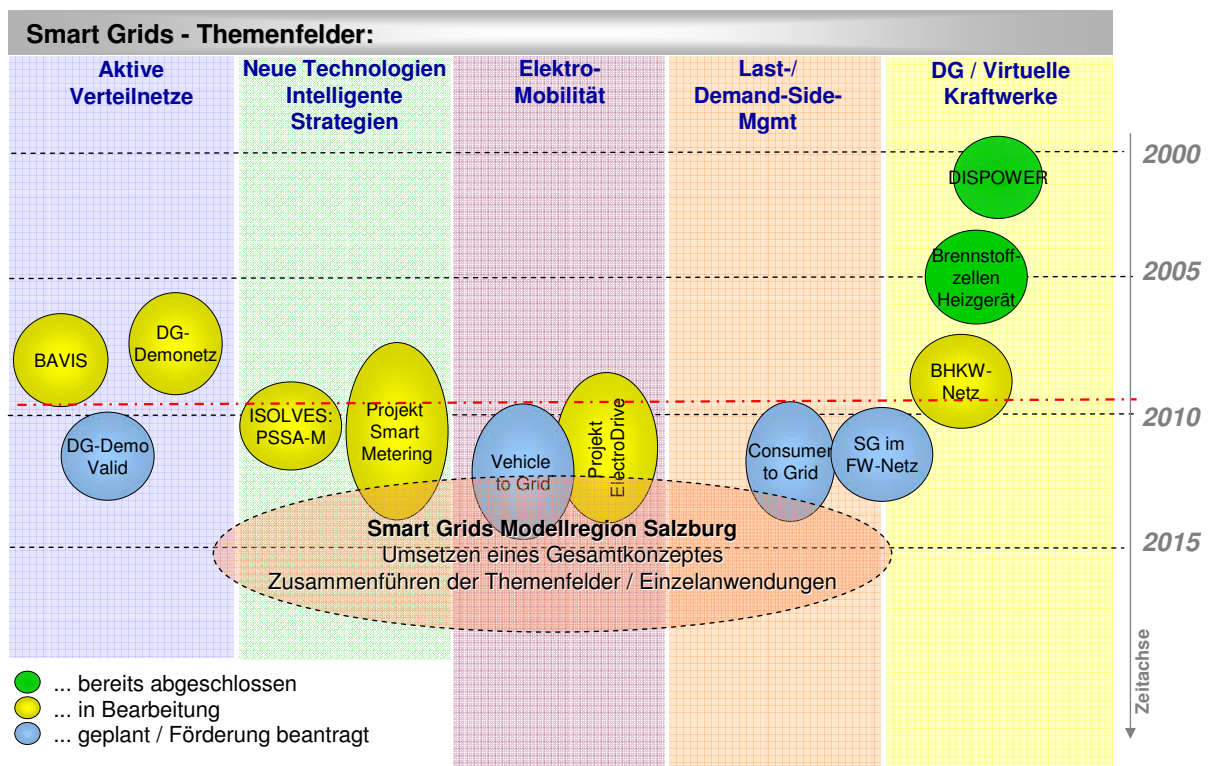 Smart Grids - Themenfelder:
Aktive
Verteilnetze
Neue Technologien
Intelligente
Strategien
Elektro-
Mobilität
Last-/
Demand-Side-
Mgmt
DG / Virtuelle
Kraftwerke
2000
DISPOWER
Brennstoff-
zellen
Heizgerät
2005
BAVIS
DG-
Demonetz
BHKW-
Netz
2010
DG-Demo
Valid
ISOLVES:
PSSA-M
Projekt
Smart
Metering
Vehicle
to Grid
Projekt
ElectroDrive
Consumer
to Grid
SG im
FW-Netz
Smart Grids Modellregion Salzburg
Umsetzen eines Gesamtkonzeptes
Zusammenführen der Themenfelder / Einzelanwendungen
2015
Zeitachse
... bereits abgeschlossen
... in Bearbeitung
... geplant / Förderung beantragt